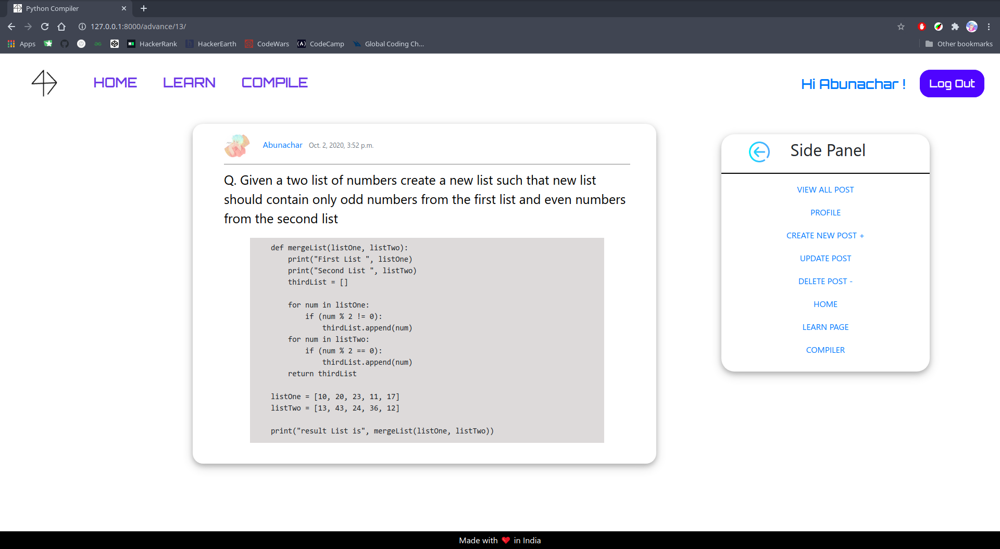 Python Compiler
127.0.0.1:8000/advance/13/
Apps HackerRank HackerEarth CodeWars CodeCamp Global Coding Ch... Other bookmarks
HOME LEARN COMPILE Hi Abunachar ! Log Out
Abunachar Oct. 2, 2020, 3:52 p.m.
Q. Given a two list of numbers create a new list such that new list
should contain only odd numbers from the first list and even numbers
from the second list
def mergeList(listOne, listTwo):
    print("First List ", listOne)
    print("Second List ", listTwo)
    thirdList = []
    for num in listOne:
        if (num % 2 != 0):
            thirdList.append(num)
    for num in listTwo:
        if (num % 2 == 0):
            thirdList.append(num)
    return thirdList
listOne = [10, 20, 23, 11, 17]
listTwo = [13, 43, 24, 36, 12]
print("result List is", mergeList(listOne, listTwo))
Side Panel
VIEW ALL POST
PROFILE
CREATE NEW POST +
UPDATE POST
DELETE POST -
HOME
LEARN PAGE
COMPILER
Made with ❤ in India